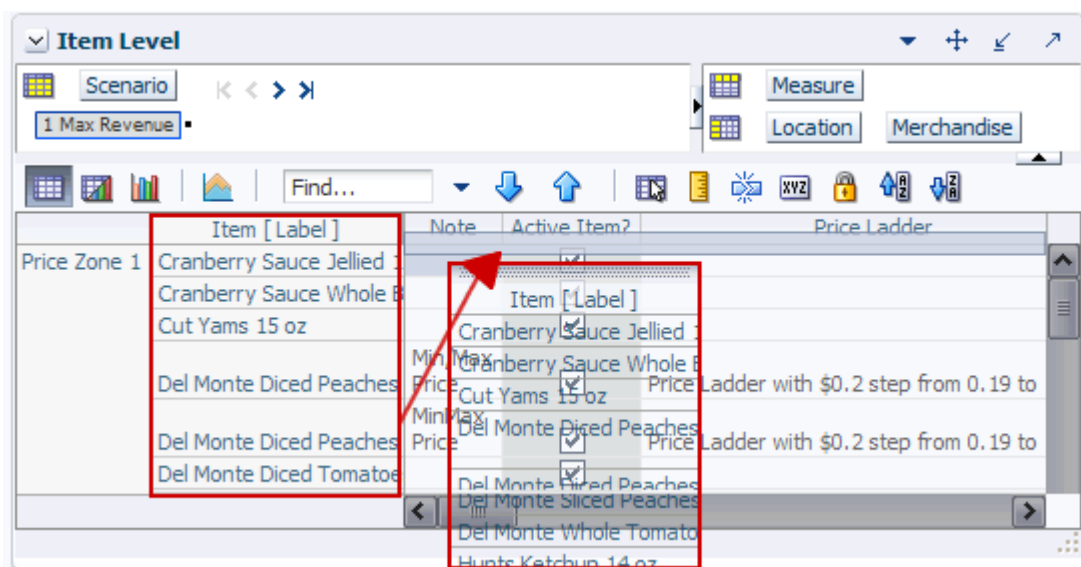 Item Level
Scenario
1 Max Revenue
Measure
Location Merchandise
Find...
XYZ
Item [ Label ] Note Active Item? Price Ladder
Price Zone 1 Cranberry Sauce Jellied 1
Cranberry Sauce Whole B
Cut Yams 15 oz
Del Monte Diced Peaches Min/Max Price Price Ladder with $0.2 step from 0.19 to
Del Monte Diced Peaches MinMax Price Price Ladder with $0.2 step from 0.19 to
Del Monte Diced Tomatoe
Item [ Label ]
Cranberry Sauce Jellied 1
Cranberry Sauce Whole B
Cut Yams 15 oz
Del Monte Diced Peaches
Del Monte Diced Peaches
Del Monte Sliced Peaches
Del Monte Whole Tomato
Hunts Ketchup 14 oz